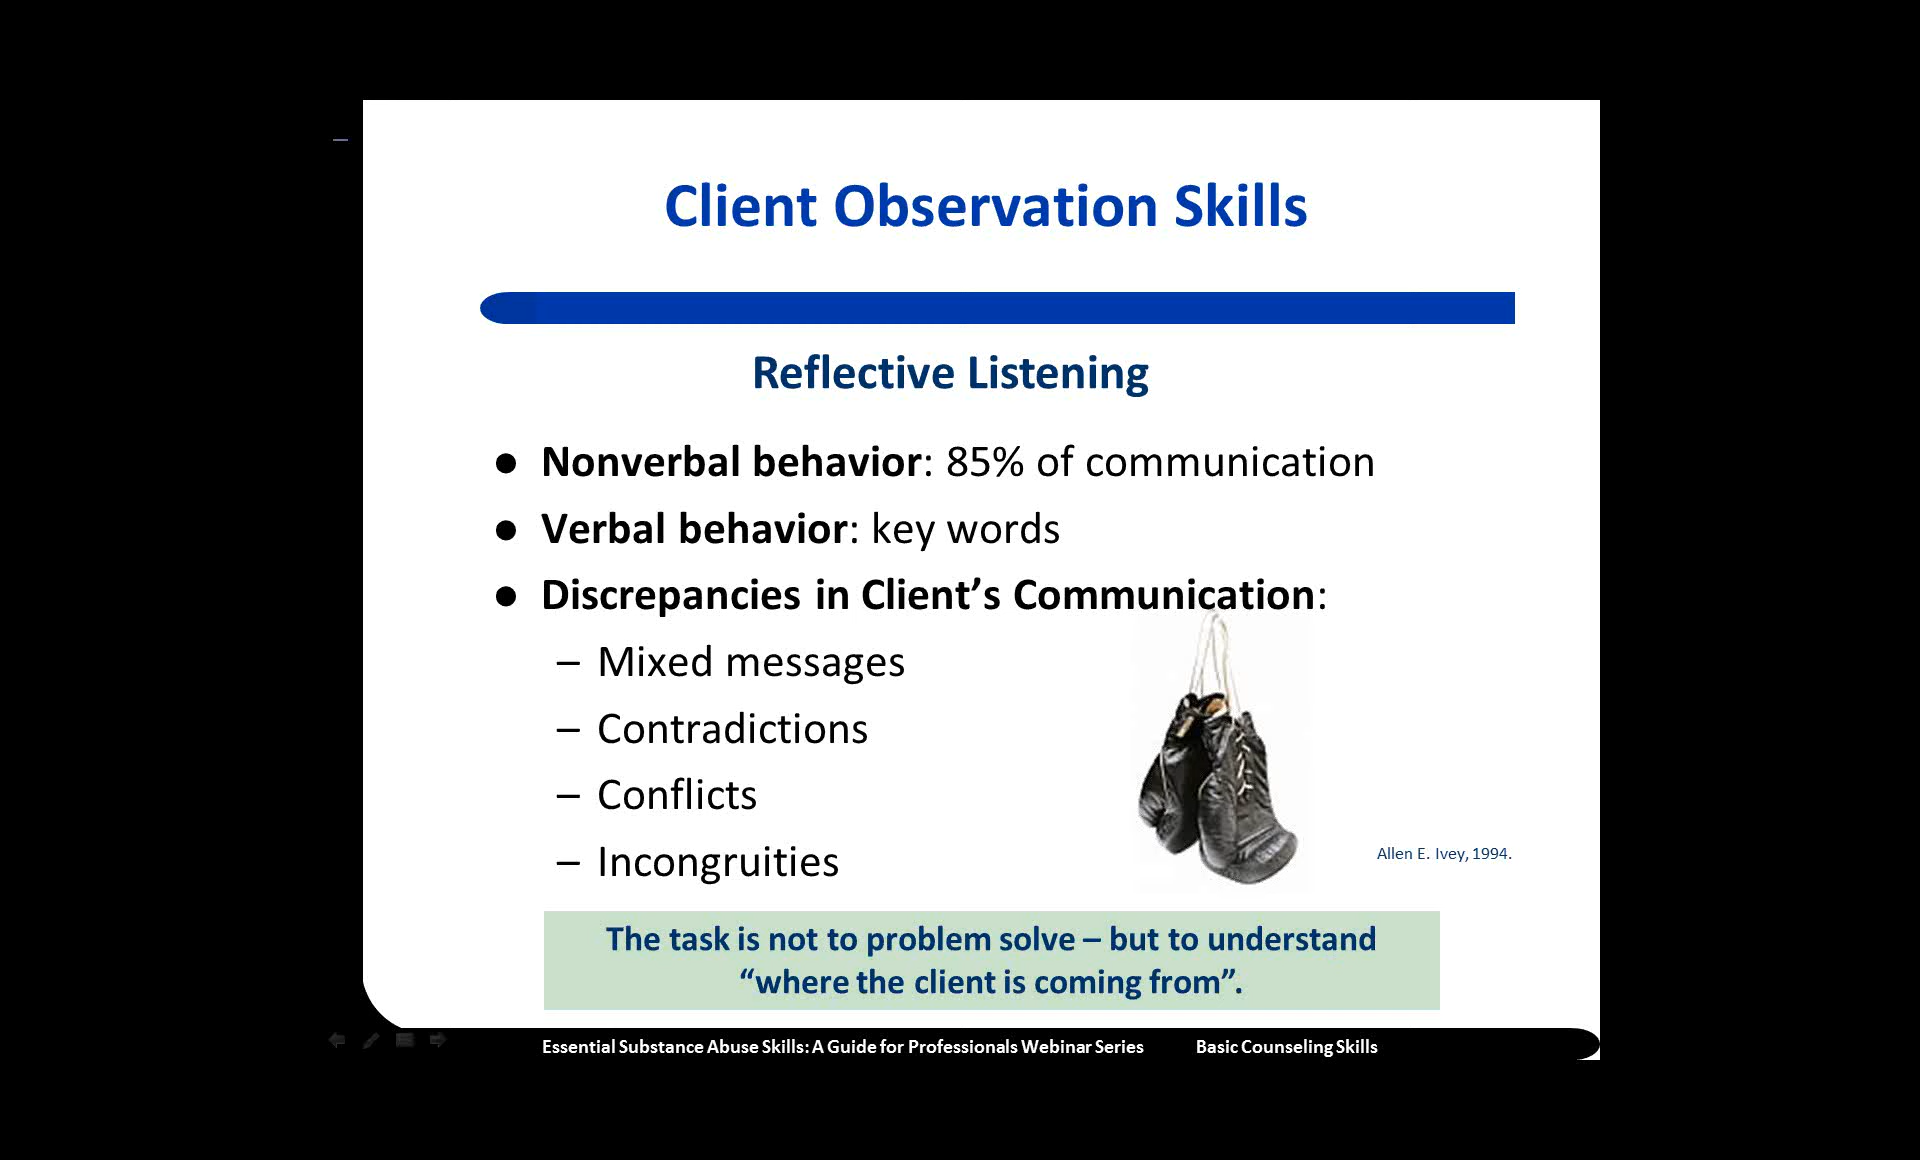 Client Observation Skills
Reflective Listening
● Nonverbal behavior: 85% of communication
● Verbal behavior: key words
● Discrepancies in Client’s Communication:
– Mixed messages
– Contradictions
– Conflicts
– Incongruities
Allen E. Ivey, 1994.
The task is not to problem solve – but to understand
“where the client is coming from”.
Essential Substance Abuse Skills: A Guide for Professionals Webinar Series Basic Counseling Skills